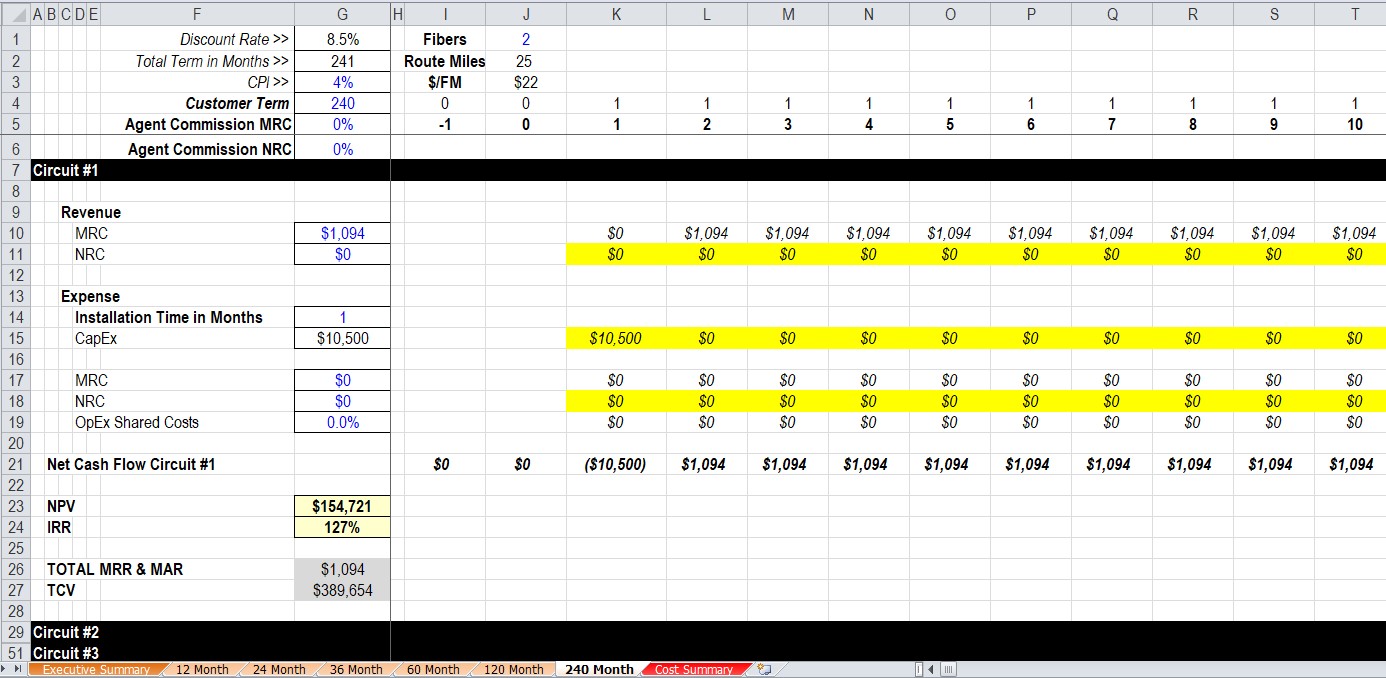 A B C D E F G H I J K L M N O P Q R S T
1 Discount Rate >> 8.5% Fibers 2
2 Total Term in Months >> 241 Route Miles 25
3 CPI >> 4% $/FM $22
4 Customer Term 240 0 0 1 1 1 1 1 1 1 1 1 1
5 Agent Commission MRC 0% -1 0 1 2 3 4 5 6 7 8 9 10
6 Agent Commission NRC 0%
7 Circuit #1
8
9 Revenue
10 MRC $1,094 $0 $1,094 $1,094 $1,094 $1,094 $1,094 $1,094 $1,094 $1,094 $1,094
11 NRC $0 $0 $0 $0 $0 $0 $0 $0 $0 $0 $0
12
13 Expense
14 Installation Time in Months 1
15 CapEx $10,500 $10,500 $0 $0 $0 $0 $0 $0 $0 $0 $0
16
17 MRC $0 $0 $0 $0 $0 $0 $0 $0 $0 $0 $0
18 NRC $0 $0 $0 $0 $0 $0 $0 $0 $0 $0 $0
19 OpEx Shared Costs 0.0% $0 $0 $0 $0 $0 $0 $0 $0 $0 $0
20
21 Net Cash Flow Circuit #1 $0 $0 ($10,500) $1,094 $1,094 $1,094 $1,094 $1,094 $1,094 $1,094 $1,094 $1,094
22
23 NPV $154,721
24 IRR 127%
25
26 TOTAL MRR & MAR $1,094
27 TCV $389,654
28
29 Circuit #2
51 Circuit #3
Executive Summary 12 Month 24 Month 36 Month 60 Month 120 Month 240 Month Cost Summary